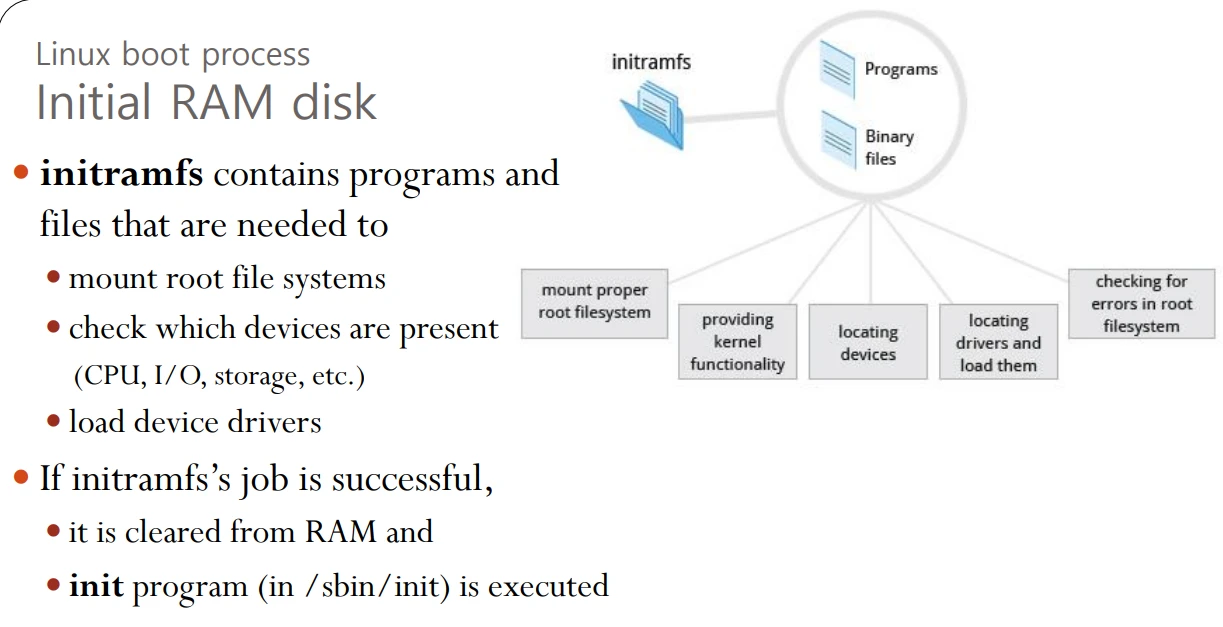 Linux boot process
Initial RAM disk
• initramfs contains programs and
files that are needed to
• mount root file systems
• check which devices are present
(CPU, I/O, storage, etc.)
• load device drivers
• If initramfs’s job is successful,
• it is cleared from RAM and
• init program (in /sbin/init) is executed
initramfs
Programs
Binary
files
mount proper
root filesystem
providing
kernel
functionality
locating
devices
locating
drivers and
load them
checking for
errors in root
filesystem